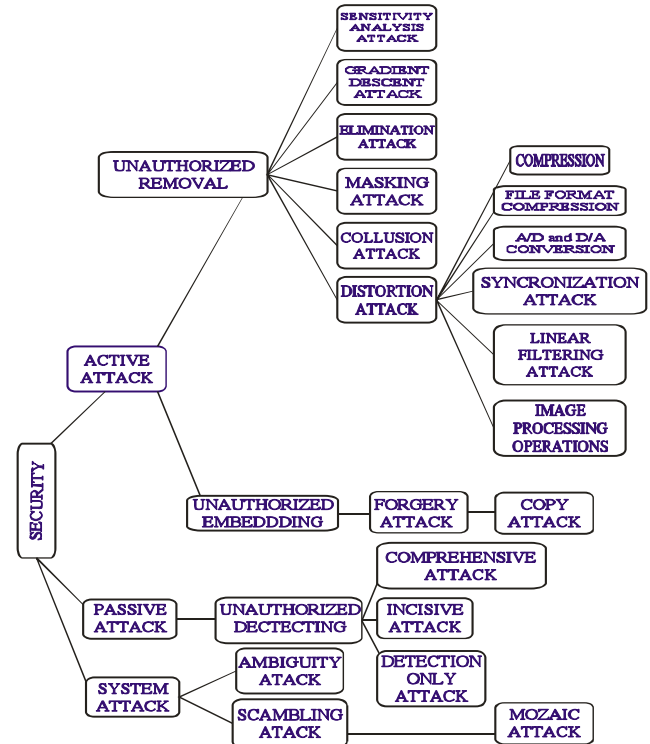 SENSITIVITY
ANALYSIS
ATTACK
GRADIENT
DESCENT
ATTACK
ELIMINATION
ATTACK
UNAUTHORIZED
REMOVAL
MASKING
ATTACK
COLLUSION
ATTACK
DISTORTION
ATTACK
COMPRESSION
FILE FORMAT
COMPRESSION
A/D and D/A
CONVERSION
SYNCRONIZATION
ATTACK
LINEAR
FILTERING
ATTACK
IMAGE
PROCESSING
OPERATIONS
ACTIVE
ATTACK
SECURITY
UNAUTHORIZED
EMBEDDDING
FORGERY
ATTACK
COPY
ATTACK
COMPREHENSIVE
ATTACK
PASSIVE
ATTACK
UNAUTHORIZED
DECTECTING
INCISIVE
ATTACK
DETECTION
ONLY
ATTACK
SYSTEM
ATTACK
AMBIGUITY
ATACK
SCAMBLING
ATACK
MOZAIC
ATTACK